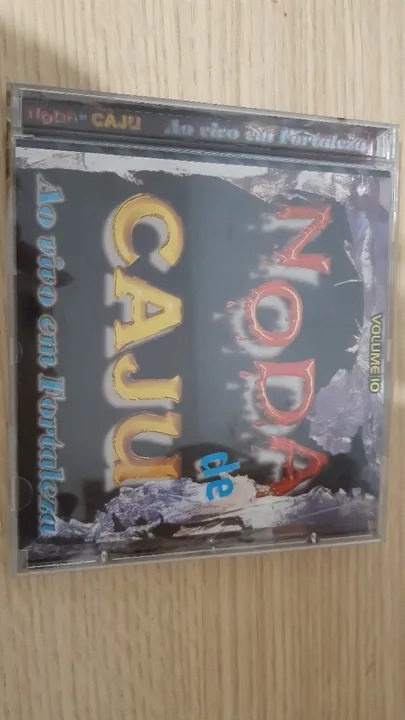 NODA de CAJU Ao vivo em Fortaleza
VOLUME 10
NODA
de
CAJU
Ao vivo em Fortaleza